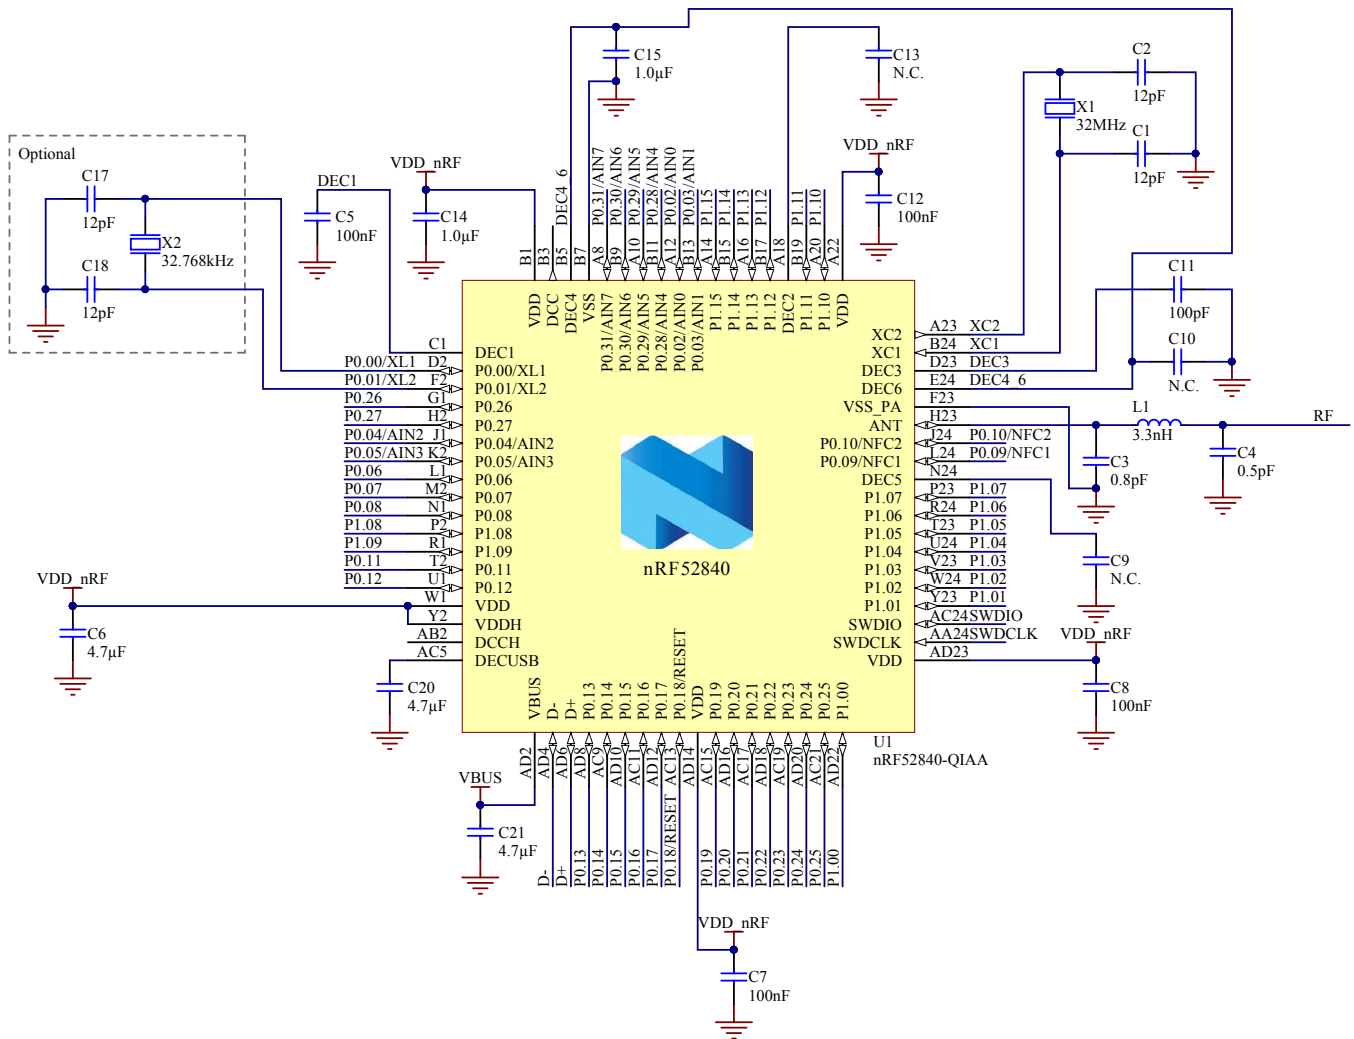 C15
1.0µF
C13
N.C.
C2
12pF
X1
32MHz
C1
12pF
Optional
C17
12pF
X2
32.768kHz
C18
12pF
DEC1
C5
100nF
VDD_nRF
C14
1.0µF
VDD_nRF
C12
100nF
DEC4_6
P0.31/AIN7
P0.30/AIN6
P0.29/AIN5
P0.28/AIN4
P0.02/AIN0
P0.03/AIN1
P1.15
P1.14
P1.13
P1.12
P1.11
P1.10
B1
B3
B5
B7
A8
B9
A10
B11
A12
B13
A14
B15
A16
B17
A18
B19
A20
A22
VDD
DCC
DEC4
VSS
P0.31/AIN7
P0.30/AIN6
P0.29/AIN5
P0.28/AIN4
P0.02/AIN0
P0.03/AIN1
P1.15
P1.14
P1.13
P1.12
DEC2
P1.11
P1.10
VDD
C11
100pF
C10
N.C.
C1 DEC1
P0.00/XL1 D2 P0.00/XL1
P0.01/XL2 F2 P0.01/XL2
P0.26 G1 P0.26
P0.27 H2 P0.27
P0.04/AIN2 J1 P0.04/AIN2
P0.05/AIN3 K2 P0.05/AIN3
P0.06 L1 P0.06
P0.07 M2 P0.07
P0.08 N1 P0.08
P1.08 P2 P1.08
P1.09 R1 P1.09
P0.11 T2 P0.11
P0.12 U1 P0.12
W1 VDD
Y2 VDDH
AB2 DCCH
AC5 DECUSB
XC2 A23 XC2
XC1 B24 XC1
DEC3 D23 DEC3
DEC6 E24 DEC4_6
VSS_PA F23
ANT H23
P0.10/NFC2 J24 P0.10/NFC2
P0.09/NFC1 L24 P0.09/NFC1
DEC5 N24
P1.07 P23 P1.07
P1.06 R24 P1.06
P1.05 T23 P1.05
P1.04 U24 P1.04
P1.03 V23 P1.03
P1.02 W24 P1.02
P1.01 Y23 P1.01
SWDIO AC24 SWDIO
SWDCLK AA24 SWDCLK
VDD AD23
L1
3.3nH
RF
C3
0.8pF
C4
0.5pF
C9
N.C.
VDD_nRF
C8
100nF
nRF52840
VDD_nRF
C6
4.7µF
C20
4.7µF
VBUS
D-
D+
P0.13
P0.14
P0.15
P0.16
P0.17
P0.18/RESET
VDD
P0.19
P0.20
P0.21
P0.22
P0.23
P0.24
P0.25
P1.00
U1
nRF52840-QIAA
AD2
AD4
AD6
AD8
AC9
AD10
AC11
AD12
AC13
AD14
AC15
AD16
AC17
AD18
AC19
AD20
AC21
AD22
VBUS
C21
4.7µF
D-
D+
P0.13
P0.14
P0.15
P0.16
P0.17
P0.18/RESET
P0.19
P0.20
P0.21
P0.22
P0.23
P0.24
P0.25
P1.00
VDD_nRF
C7
100nF